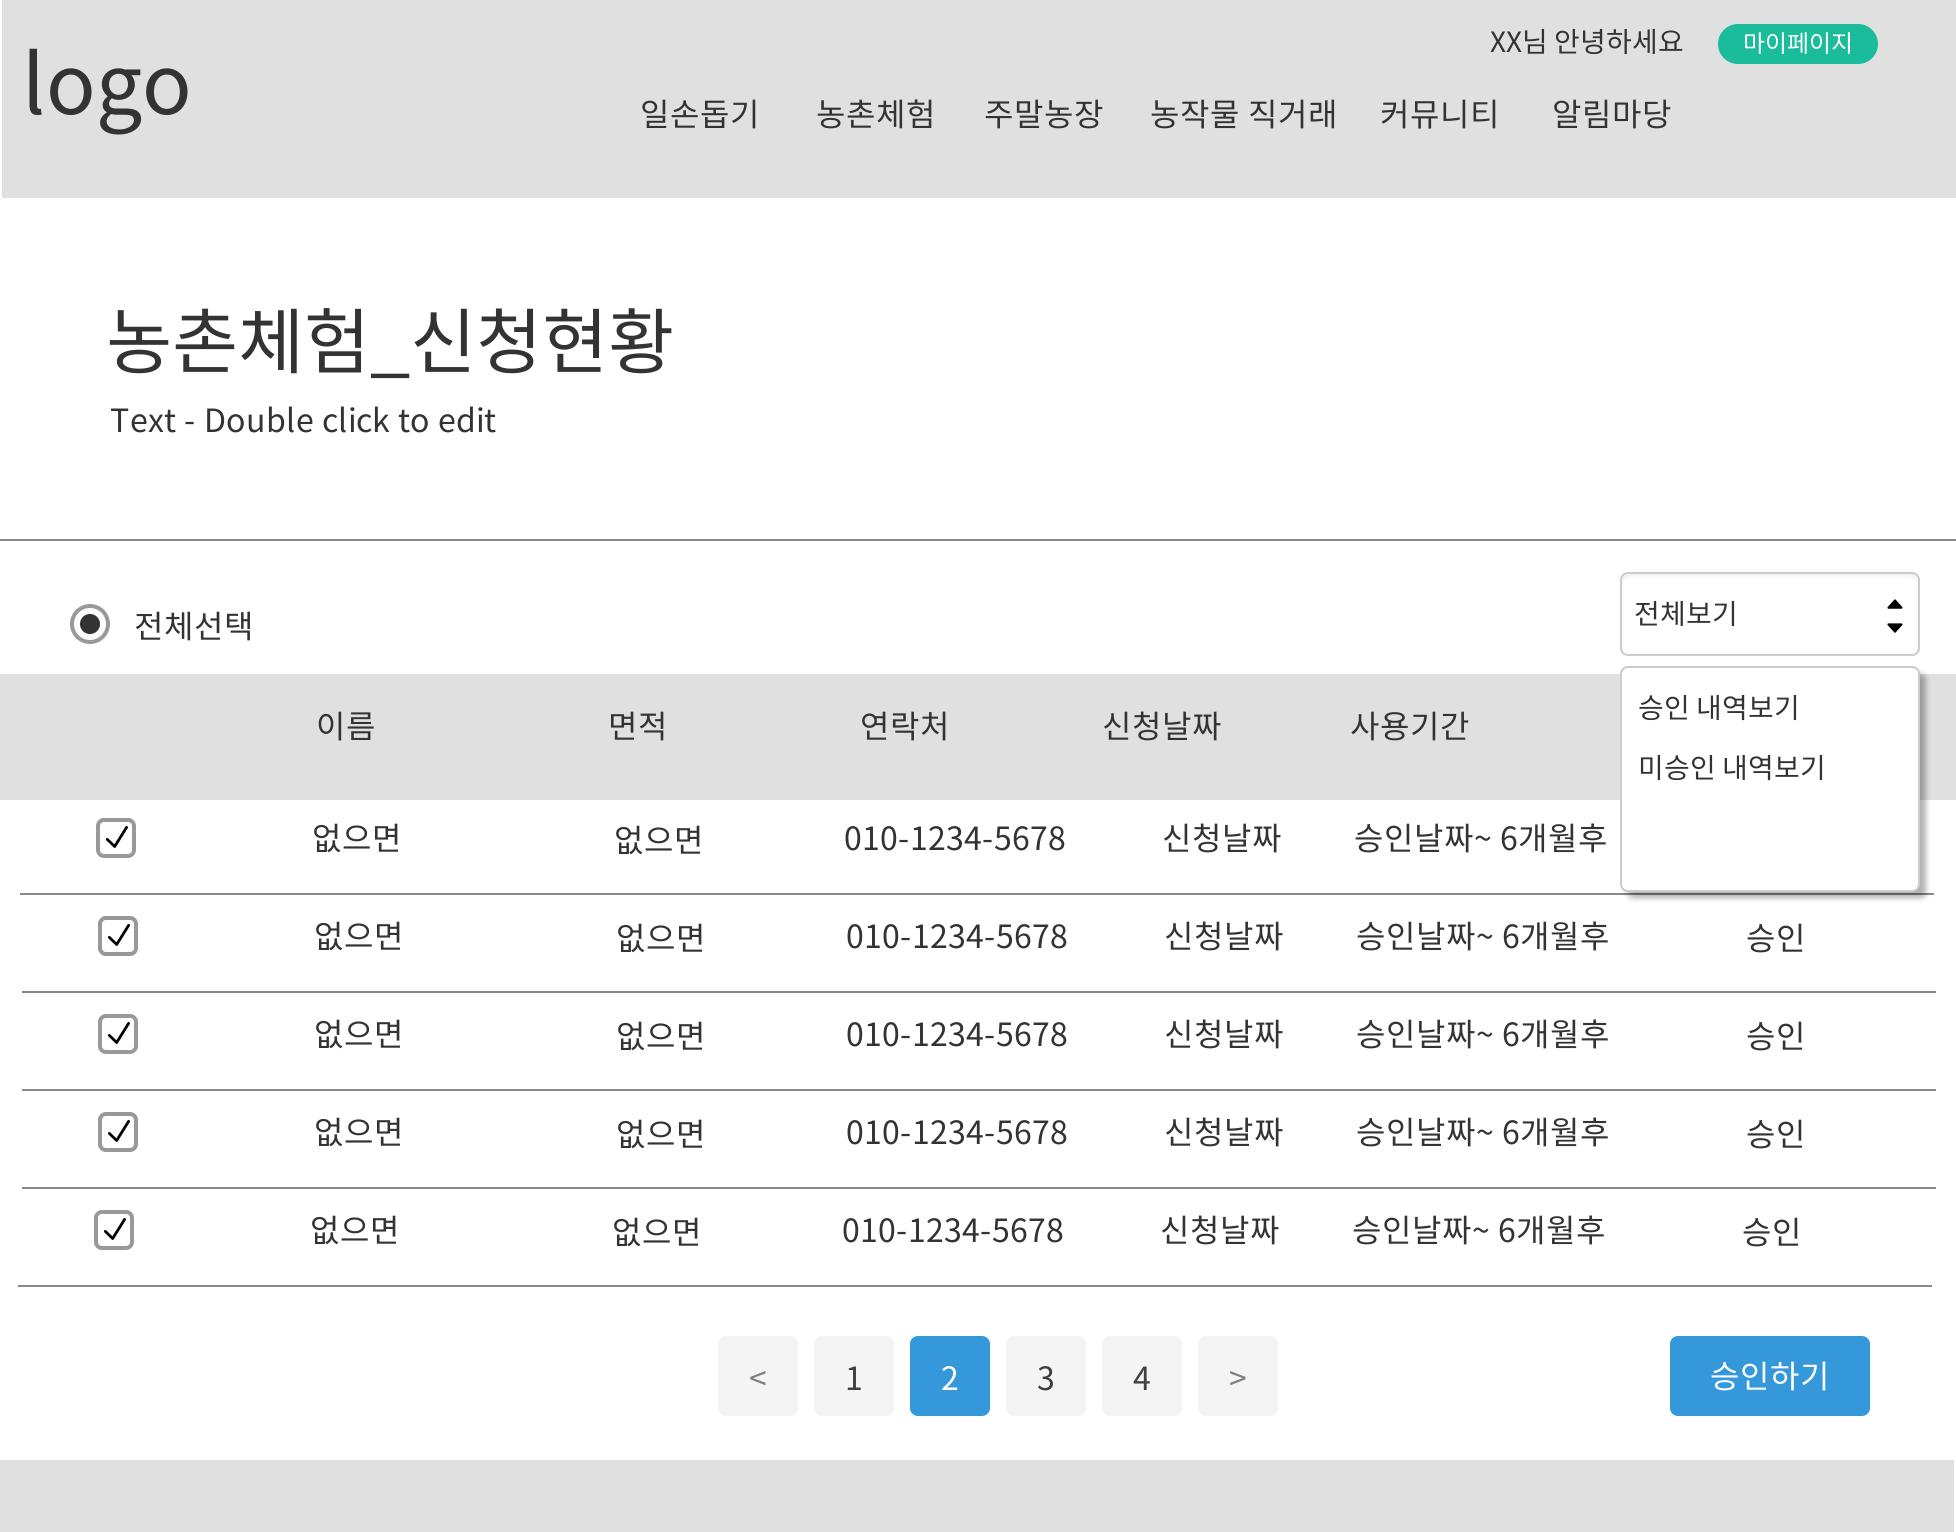 logo
XX님 안녕하세요 마이페이지
일손돕기 농촌체험 주말농장 농작물 직거래 커뮤니티 알림마당
농촌체험_신청현황
Text - Double click to edit
전체선택 전체보기
이름 면적 연락처 신청날짜 사용기간 승인 내역보기
미승인 내역보기
없으면 없으면 010-1234-5678 신청날짜 승인날짜~ 6개월후
없으면 없으면 010-1234-5678 신청날짜 승인날짜~ 6개월후 승인
없으면 없으면 010-1234-5678 신청날짜 승인날짜~ 6개월후 승인
없으면 없으면 010-1234-5678 신청날짜 승인날짜~ 6개월후 승인
없으면 없으면 010-1234-5678 신청날짜 승인날짜~ 6개월후 승인
< 1 2 3 4 > 승인하기